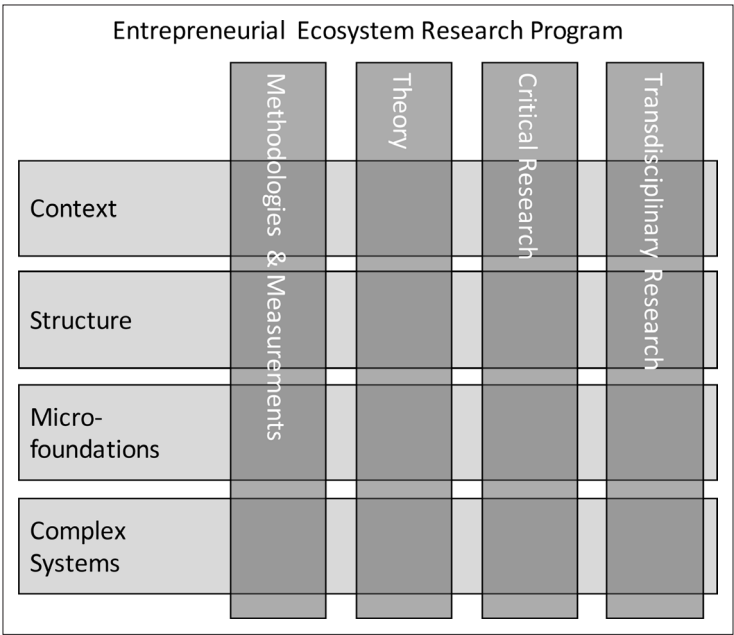 Entrepreneurial Ecosystem Research Program
Methodologies & Measurements
Theory
Critical Research
Transdisciplinary Research
Context
Structure
Micro-
foundations
Complex
Systems